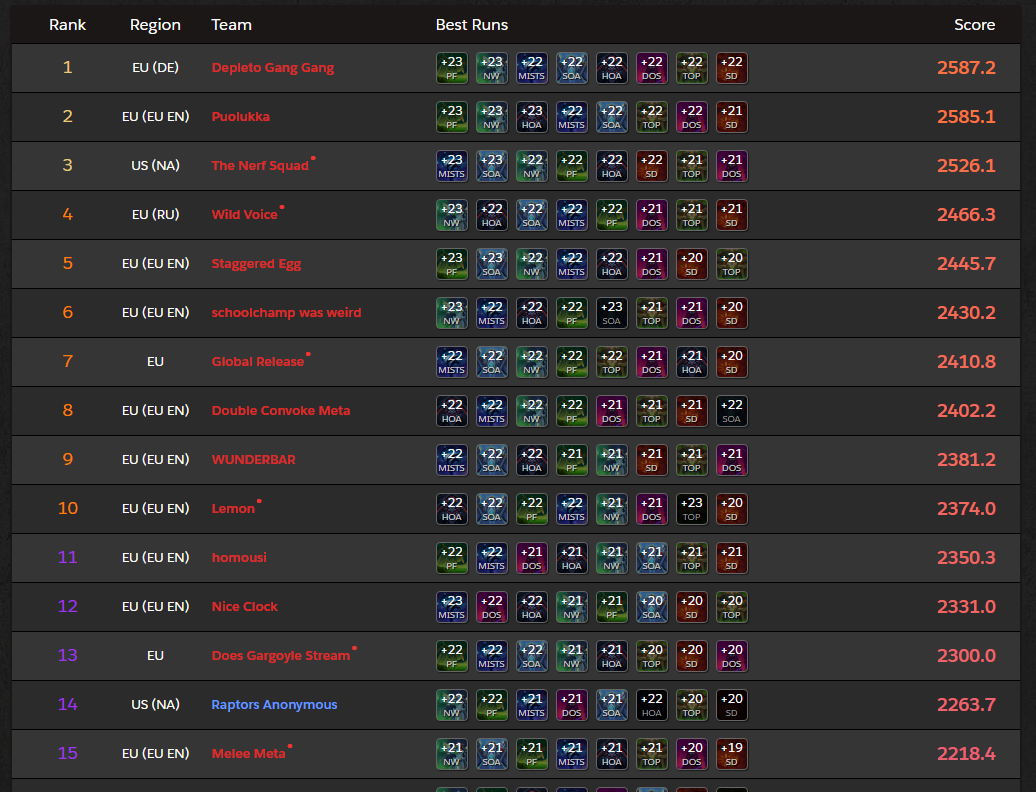 Rank Region Team Best Runs Score
1 EU (DE) Depleto Gang Gang +23 PF +23 NW +22 MISTS +22 SOA +22 HOA +22 DOS +22 TOP +22 SD 2587.2
2 EU (EU EN) Puolukka +23 PF +23 NW +23 HOA +22 MISTS +22 SOA +22 TOP +22 DOS +21 SD 2585.1
3 US (NA) The Nerf Squad +23 MISTS +23 SOA +22 NW +22 PF +22 HOA +22 SD +21 TOP +21 DOS 2526.1
4 EU (RU) Wild Voice +23 NW +22 HOA +22 SOA +22 MISTS +22 PF +21 DOS +21 TOP +21 SD 2466.3
5 EU (EU EN) Staggered Egg +23 PF +23 SOA +22 NW +22 MISTS +22 HOA +21 DOS +20 SD +20 TOP 2445.7
6 EU (EU EN) schoolchamp was weird +23 NW +22 MISTS +22 HOA +22 PF +23 SOA +21 TOP +21 DOS +20 SD 2430.2
7 EU Global Release +22 MISTS +22 SOA +22 NW +22 PF +22 TOP +21 DOS +21 HOA +20 SD 2410.8
8 EU (EU EN) Double Convoke Meta +22 HOA +22 MISTS +22 NW +22 PF +21 DOS +21 TOP +21 SD +22 SOA 2402.2
9 EU (EU EN) WUNDERBAR +22 MISTS +22 SOA +22 HOA +21 PF +21 NW +21 SD +21 TOP +21 DOS 2381.2
10 EU (EU EN) Lemon +22 HOA +22 SOA +22 PF +22 MISTS +21 NW +21 DOS +23 TOP +20 SD 2374.0
11 EU (EU EN) homousi +22 PF +22 MISTS +21 DOS +21 HOA +21 NW +21 SOA +21 TOP +21 SD 2350.3
12 EU (EU EN) Nice Clock +23 MISTS +22 DOS +22 HOA +21 NW +21 PF +20 SOA +20 SD +20 TOP 2331.0
13 EU Does Gargoyle Stream +22 PF +22 MISTS +22 SOA +21 NW +21 HOA +20 TOP +20 SD +20 DOS 2300.0
14 US (NA) Raptors Anonymous +22 NW +22 PF +21 MISTS +21 DOS +21 SOA +22 HOA +20 TOP +20 SD 2263.7
15 EU (EU EN) Melee Meta +21 NW +21 SOA +21 PF +21 MISTS +21 HOA +21 TOP +20 DOS +19 SD 2218.4